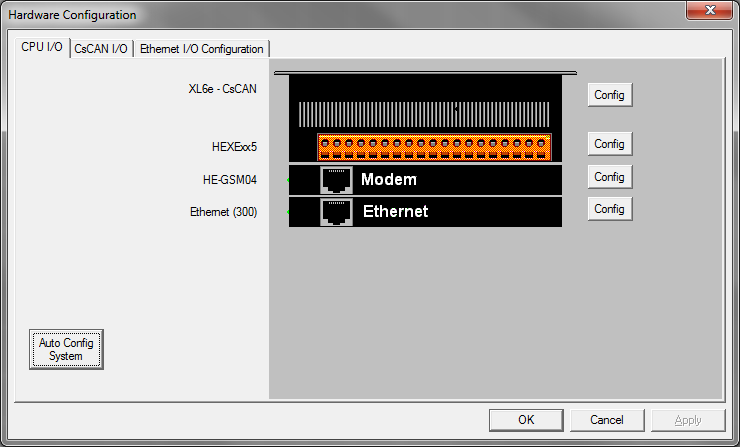 Hardware Configuration
CPU I/O
CsCAN I/O
Ethernet I/O Configuration
XL6e - CsCAN
Config
HEXExx5
Config
HE-GSM04
Modem
Config
Ethernet (300)
Ethernet
Config
Auto Config
System
OK
Cancel
Apply